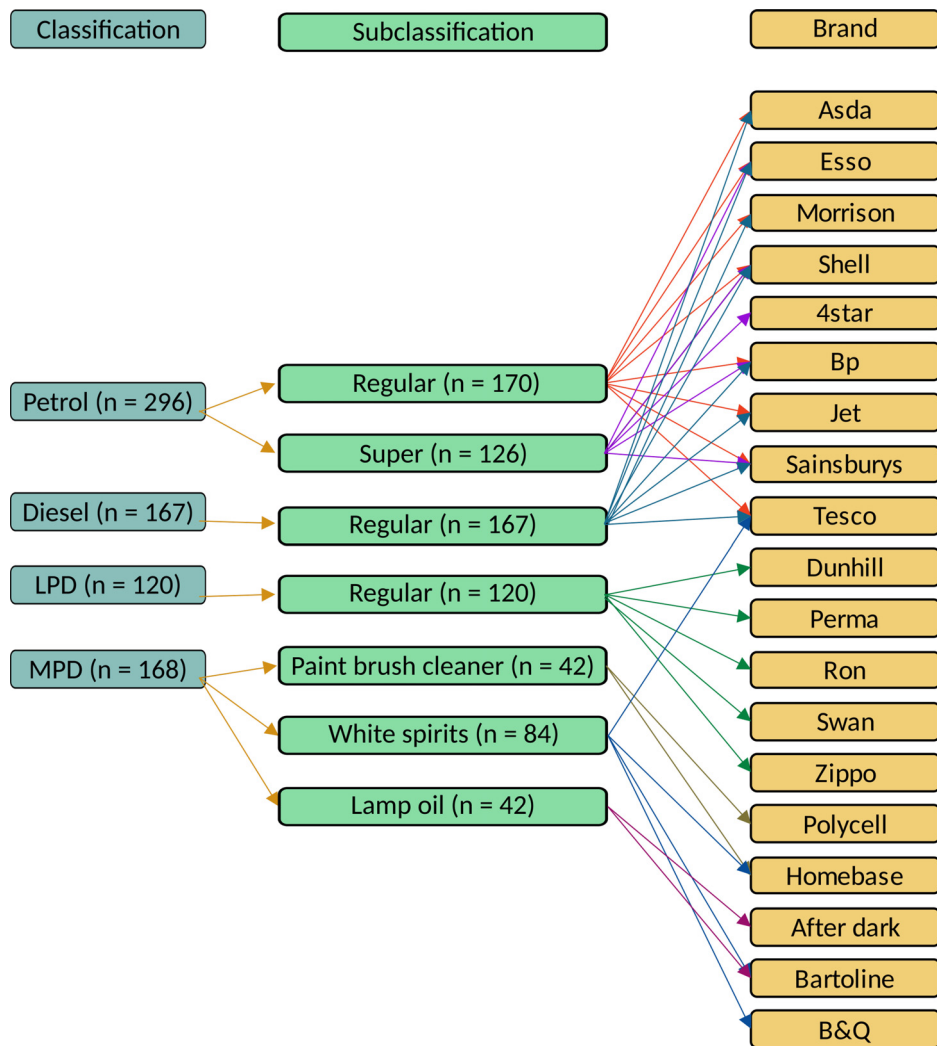 Classification
Subclassification
Brand
Asda
Esso
Morrison
Shell
4star
Bp
Jet
Sainsburys
Tesco
Dunhill
Perma
Ron
Swan
Zippo
Polycell
Homebase
After dark
Bartoline
B&Q
Petrol (n = 296)
Diesel (n = 167)
LPD (n = 120)
MPD (n = 168)
Regular (n = 170)
Super (n = 126)
Regular (n = 167)
Regular (n = 120)
Paint brush cleaner (n = 42)
White spirits (n = 84)
Lamp oil (n = 42)